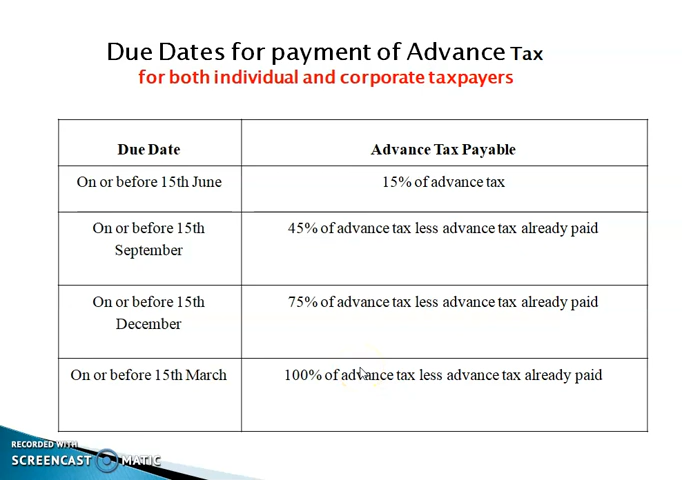 Due Dates for payment of Advance Tax
for both individual and corporate taxpayers
Due Date
Advance Tax Payable
On or before 15th June
15% of advance tax
On or before 15th
September
45% of advance tax less advance tax already paid
On or before 15th
December
75% of advance tax less advance tax already paid
On or before 15th March
100% of advance tax less advance tax already paid
RECORDED WITH
SCREENCAST MATIC